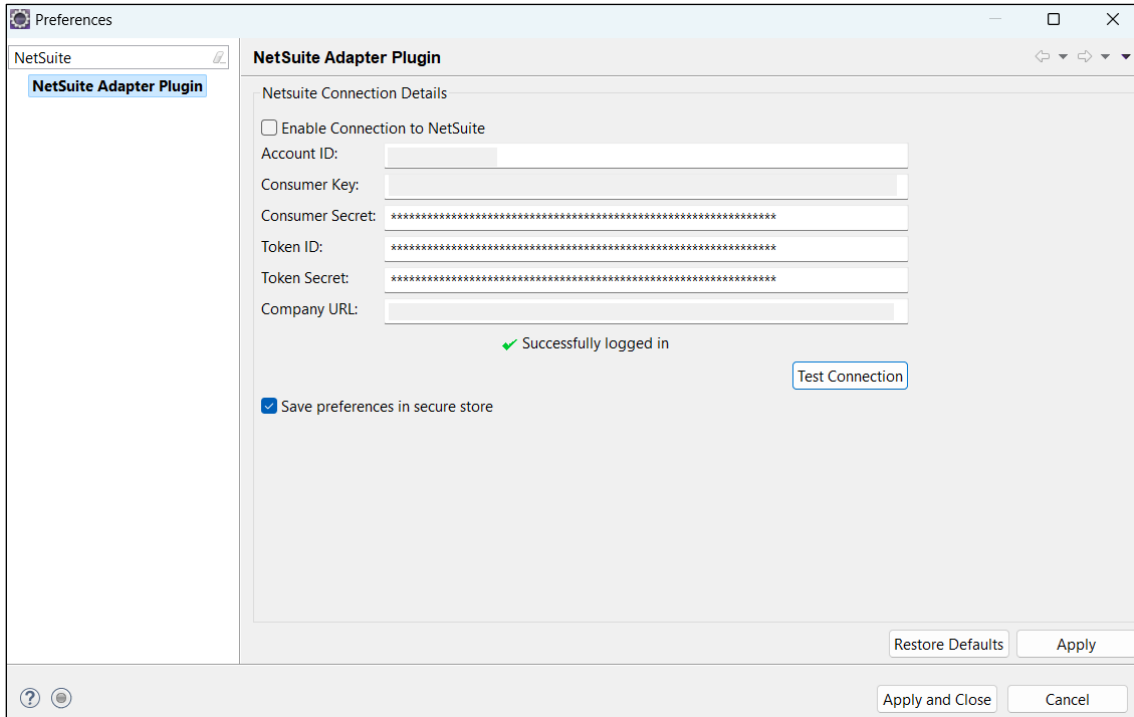 Preferences
NetSuite
NetSuite Adapter Plugin
NetSuite Adapter Plugin
Netsuite Connection Details
Enable Connection to NetSuite
Account ID:
Consumer Key:
Consumer Secret: ****************************************************************
Token ID: ****************************************************************
Token Secret: ****************************************************************
Company URL:
Successfully logged in
Test Connection
Save preferences in secure store
Restore Defaults Apply
? Apply and Close Cancel